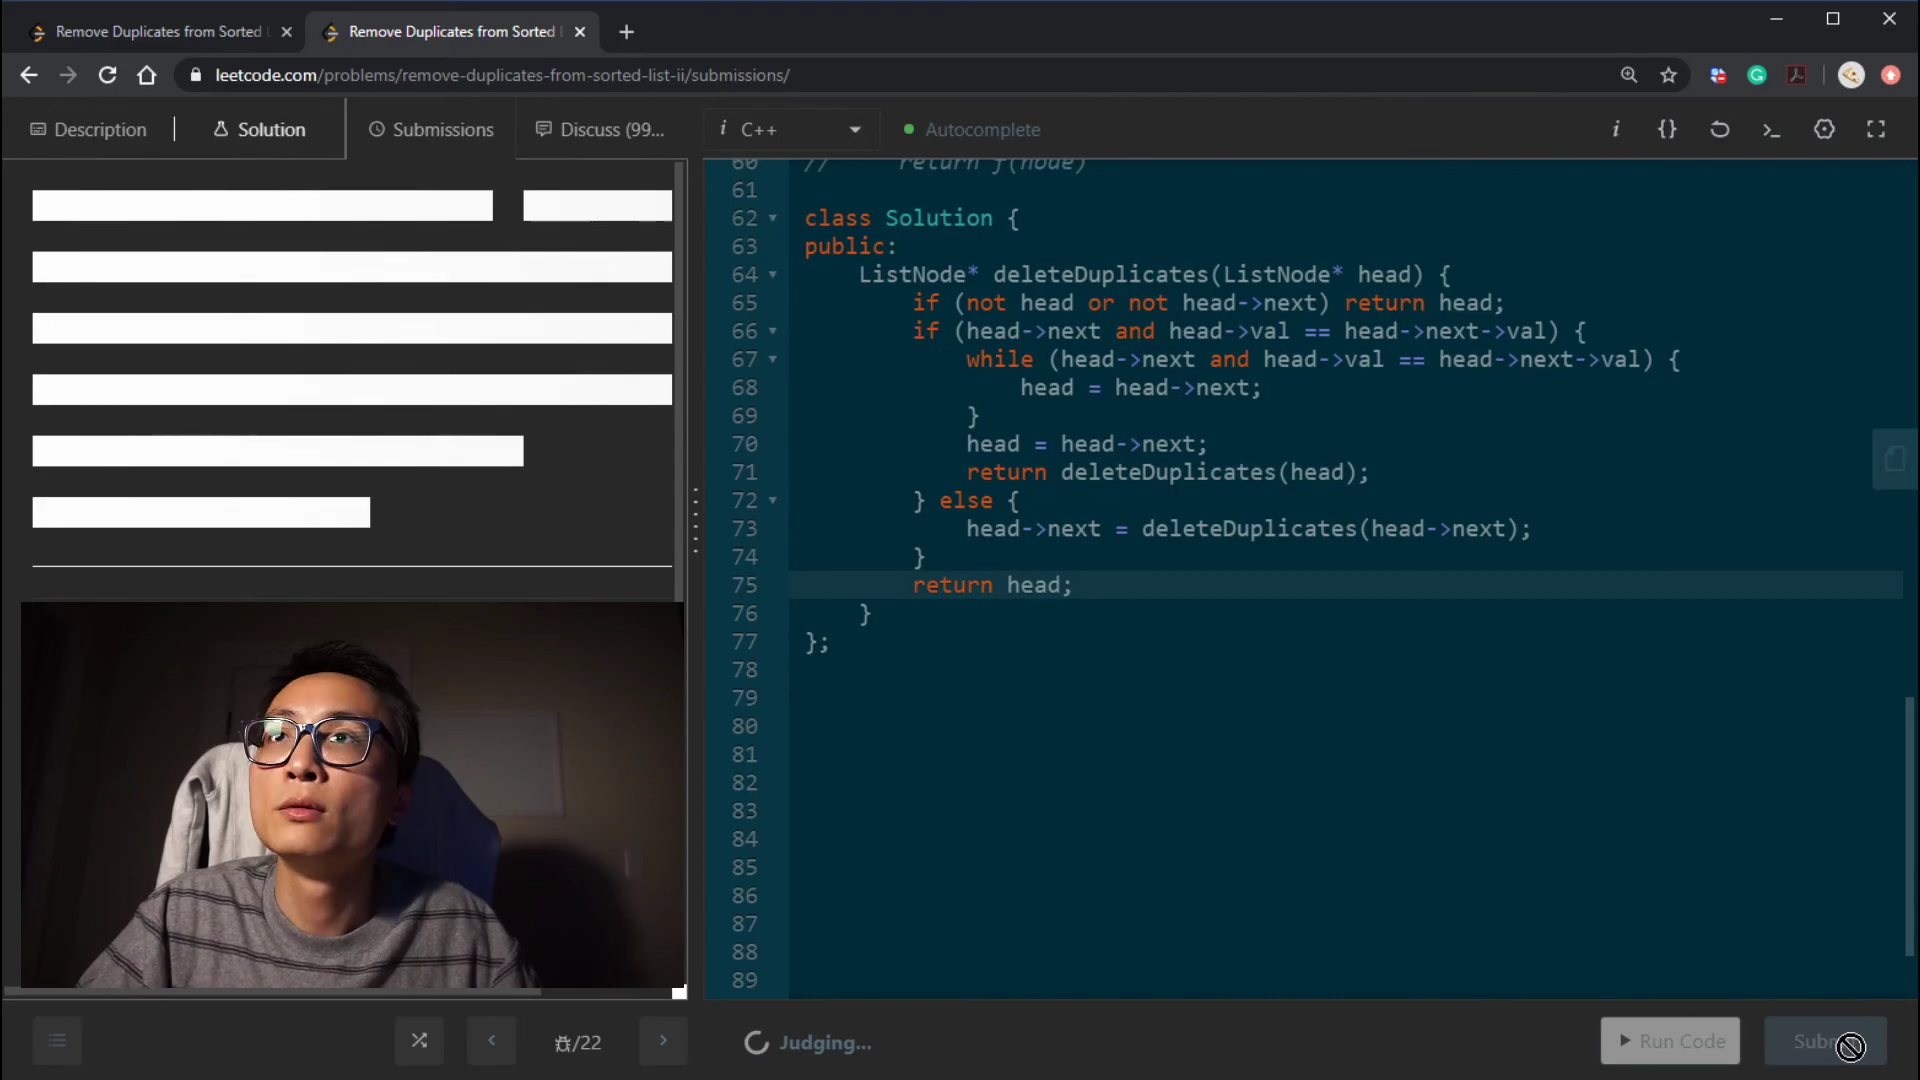 Remove Duplicates from Sorted
Remove Duplicates from Sorted
leetcode.com/problems/remove-duplicates-from-sorted-list-ii/submissions/
Description
Solution
Submissions
Discuss (99...
i C++
Autocomplete
i {}
60 // return f(node)
61
62 class Solution {
63 public:
64 ListNode* deleteDuplicates(ListNode* head) {
65 if (not head or not head->next) return head;
66 if (head->next and head->val == head->next->val) {
67 while (head->next and head->val == head->next->val) {
68 head = head->next;
69 }
70 head = head->next;
71 return deleteDuplicates(head);
72 } else {
73 head->next = deleteDuplicates(head->next);
74 }
75 return head;
76 }
77 };
78
79
80
81
82
83
84
85
86
87
88
89
/22
Judging...
Run Code